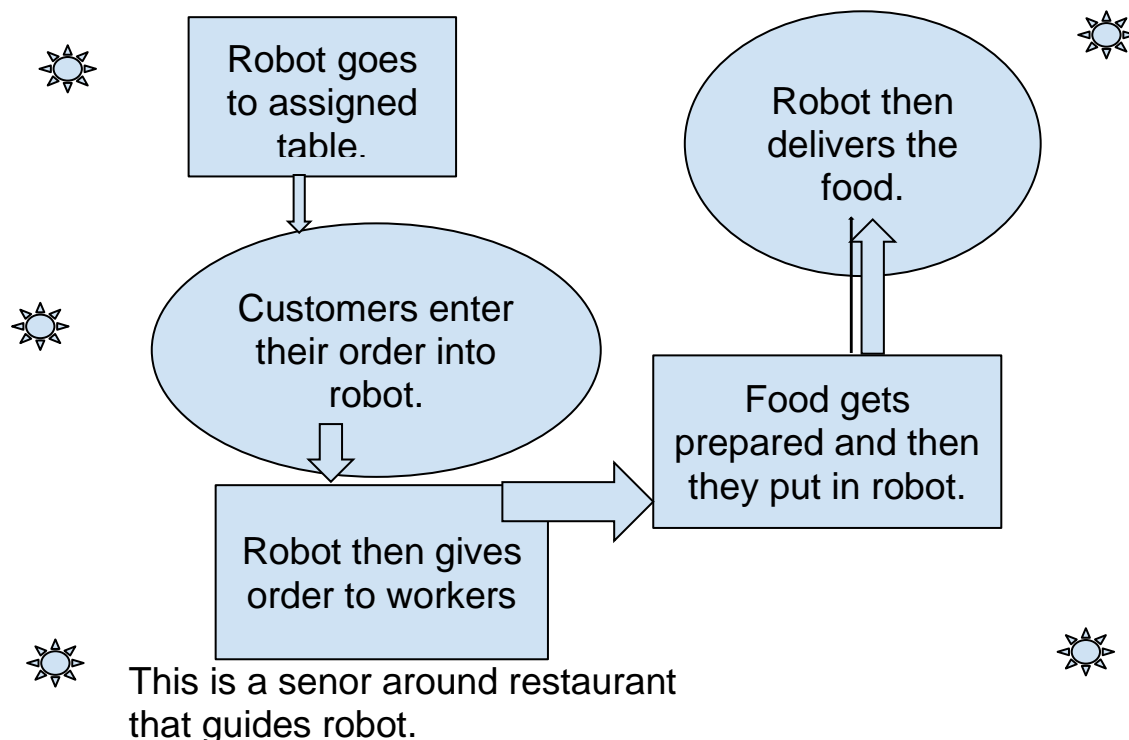 Robot goes
to assigned
table.
Customers enter
their order into
robot.
Robot then gives
order to workers
Food gets
prepared and then
they put in robot.
Robot then
delivers the
food.
This is a senor around restaurant
that guides robot.